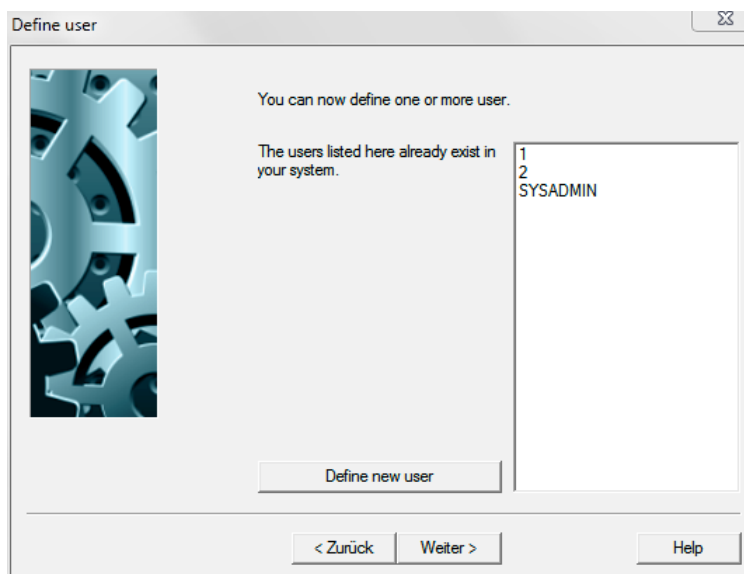 Define user
You can now define one or more user.
The users listed here already exist in
your system.
1
2
SYSADMIN
Define new user
< Zurück
Weiter >
Help